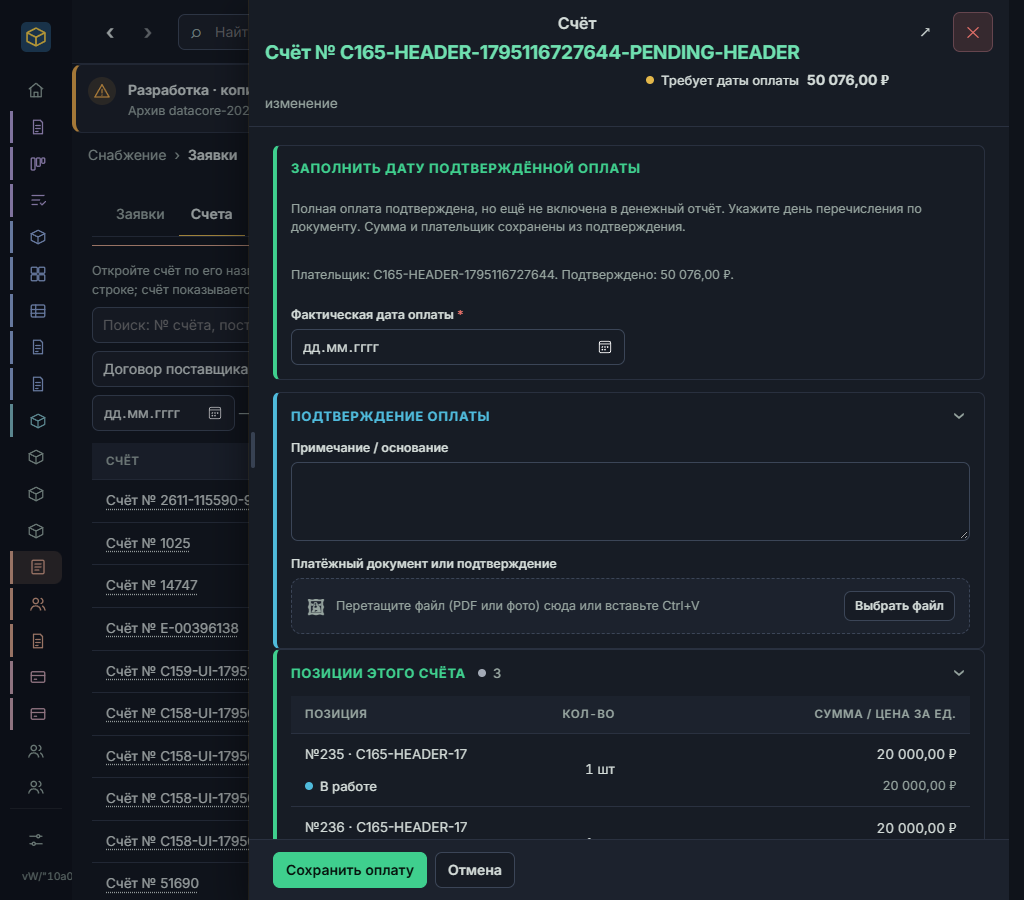 Найт
Разработка · копи
Архив datacore-202
Снабжение › Заявки
Заявки Счета
Откройте счёт по его назв
строке; счёт показываетс
Поиск: № счёта, пост
Договор поставщика
дд.мм.гггг —
СЧЁТ
Счёт № 2611-115590-9
Счёт № 1025
Счёт № 14747
Счёт № E-00396138
Счёт № C159-UI-1795
Счёт № C158-UI-1795
Счёт № C158-UI-1795
Счёт № C158-UI-1795
Счёт № C158-UI-1795
Счёт № 51690
vW/"10a0
Счёт
Счёт № C165-HEADER-1795116727644-PENDING-HEADER
Требует даты оплаты 50 076,00 ₽
изменение
ЗАПОЛНИТЬ ДАТУ ПОДТВЕРЖДЁННОЙ ОПЛАТЫ
Полная оплата подтверждена, но ещё не включена в денежный отчёт. Укажите день перечисления по
документу. Сумма и плательщик сохранены из подтверждения.
Плательщик: C165-HEADER-1795116727644. Подтверждено: 50 076,00 ₽.
Фактическая дата оплаты *
дд.мм.гггг
ПОДТВЕРЖДЕНИЕ ОПЛАТЫ
Примечание / основание
Платёжный документ или подтверждение
Перетащите файл (PDF или фото) сюда или вставьте Ctrl+V
Выбрать файл
ПОЗИЦИИ ЭТОГО СЧЁТА 3
ПОЗИЦИЯ КОЛ-ВО СУММА / ЦЕНА ЗА ЕД.
№235 · C165-HEADER-17 20 000,00 ₽
1 шт
В работе 20 000,00 ₽
№236 · C165-HEADER-17 20 000,00 ₽
Сохранить оплату Отмена